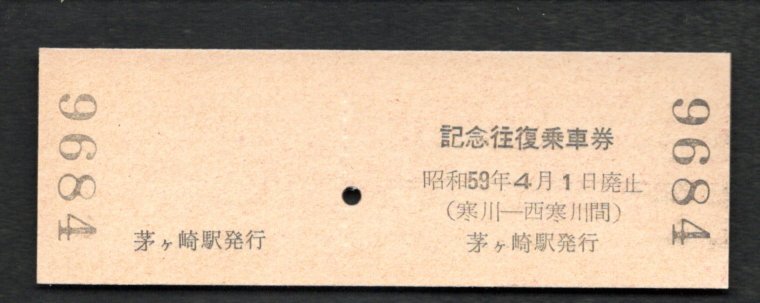 9684
茅ヶ崎駅発行
記念往復乗車券
昭和59年4月1日廃止
(寒川―西寒川間)
茅ヶ崎駅発行
9684